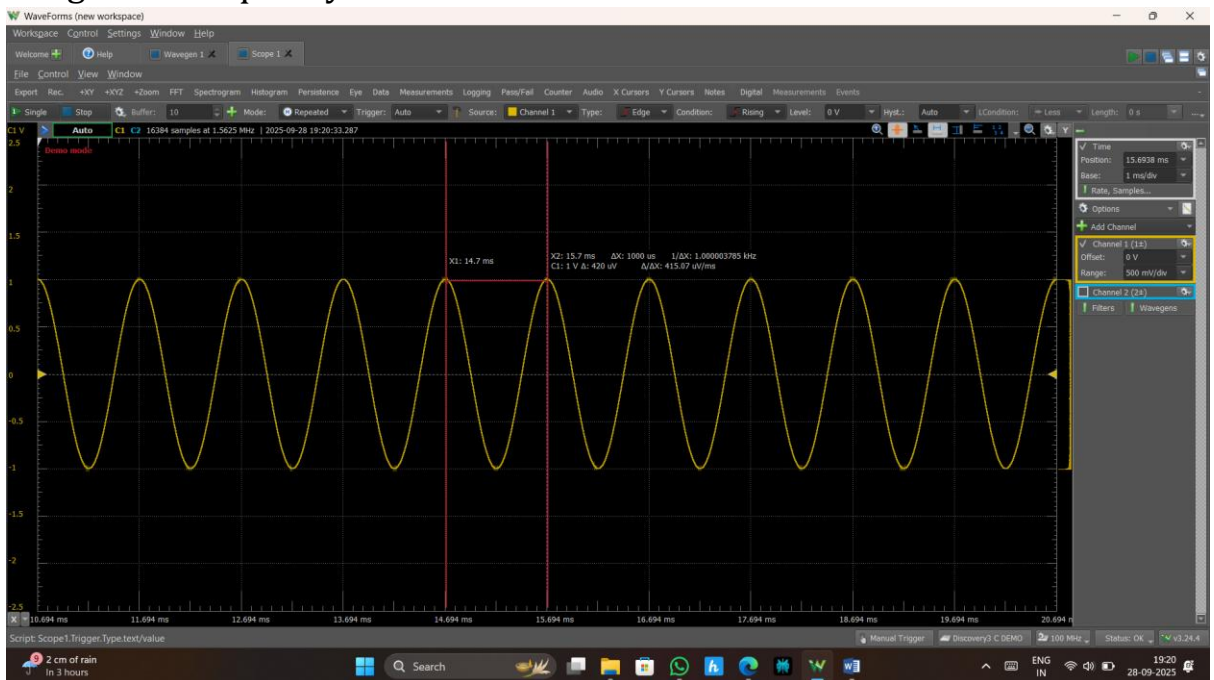 WaveForms (new workspace)
Workspace Control Settings Window Help
Welcome Help Wavegen 1 Scope 1
File Control View Window
Export Rec. +XY +XYZ +Zoom FFT Spectrogram Histogram Persistence Eye Data Measurements Logging Pass/Fail Counter Audio X Cursors Y Cursors Notes Digital Measurements Events
Single Stop Buffer: 10 Mode: Repeated Trigger: Auto Source: Channel 1 Type: Edge Condition: Rising Level: 0 V Hyst.: Auto LCondition: Less Length: 0 s
C1 V Auto C1 C2 16384 samples at 1.5625 MHz | 2025-09-28 19:20:33.287 Y
2.5
Demo mode
2
1.5
1
0.5
0
-0.5
-1
-1.5
-2
-2.5
X1: 14.7 ms
X2: 15.7 ms ΔX: 1000 us 1/ΔX: 1.000003785 kHz
C1: 1 V Δ: 420 uV Δ/ΔX: 415.07 uV/ms
Time
Position: 15.6938 ms
Base: 1 ms/div
Rate, Samples...
Options
Add Channel
Channel 1 (1±)
Offset: 0 V
Range: 500 mV/div
Channel 2 (2±)
Filters Wavegens
X 10.694 ms 11.694 ms 12.694 ms 13.694 ms 14.694 ms 15.694 ms 16.694 ms 17.694 ms 18.694 ms 19.694 ms 20.694 m
Script: Scope1.Trigger.Type.text/value Manual Trigger Discovery3 C DEMO 100 MHz Status: OK v3.24.4
9 2 cm of rain
In 3 hours
Search
ENG
IN
19:20
28-09-2025